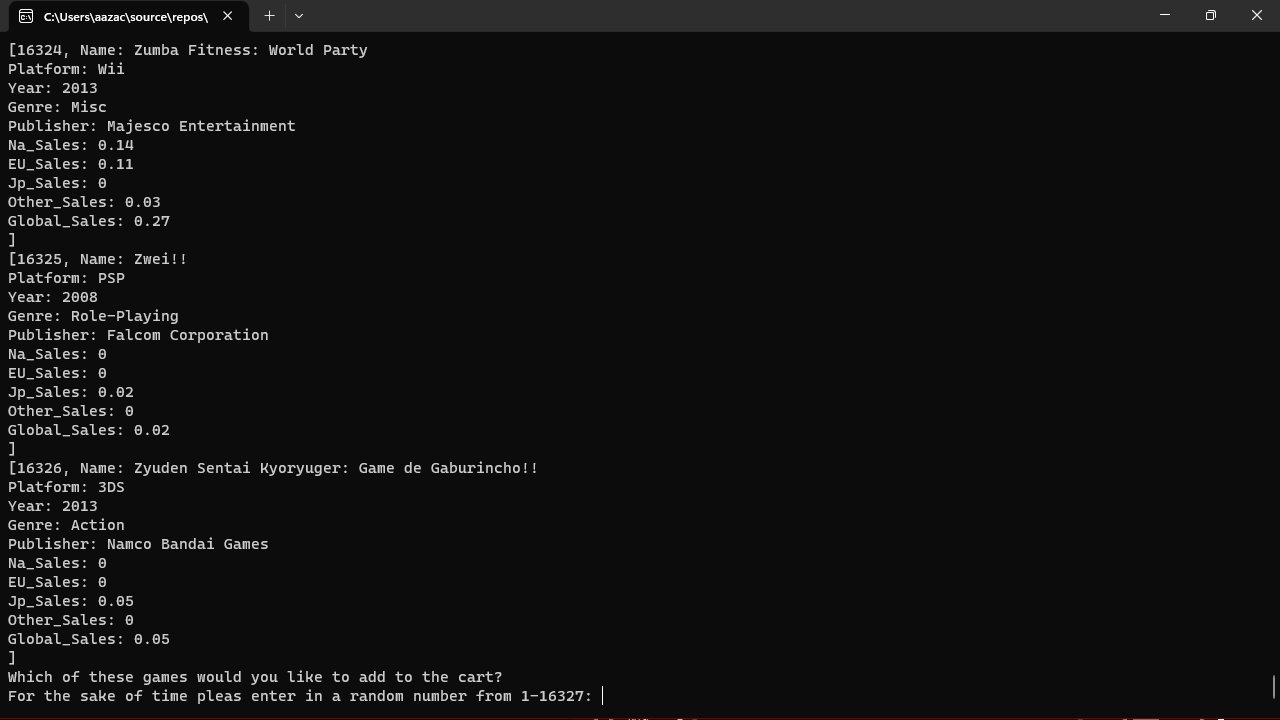 C:\Users\aazac\source\repos\
[16324, Name: Zumba Fitness: World Party
Platform: Wii
Year: 2013
Genre: Misc
Publisher: Majesco Entertainment
Na_Sales: 0.14
EU_Sales: 0.11
Jp_Sales: 0
Other_Sales: 0.03
Global_Sales: 0.27
]
[16325, Name: Zwei!!
Platform: PSP
Year: 2008
Genre: Role-Playing
Publisher: Falcom Corporation
Na_Sales: 0
EU_Sales: 0
Jp_Sales: 0.02
Other_Sales: 0
Global_Sales: 0.02
]
[16326, Name: Zyuden Sentai Kyoryuger: Game de Gaburincho!!
Platform: 3DS
Year: 2013
Genre: Action
Publisher: Namco Bandai Games
Na_Sales: 0
EU_Sales: 0
Jp_Sales: 0.05
Other_Sales: 0
Global_Sales: 0.05
]
Which of these games would you like to add to the cart?
For the sake of time pleas enter in a random number from 1-16327: